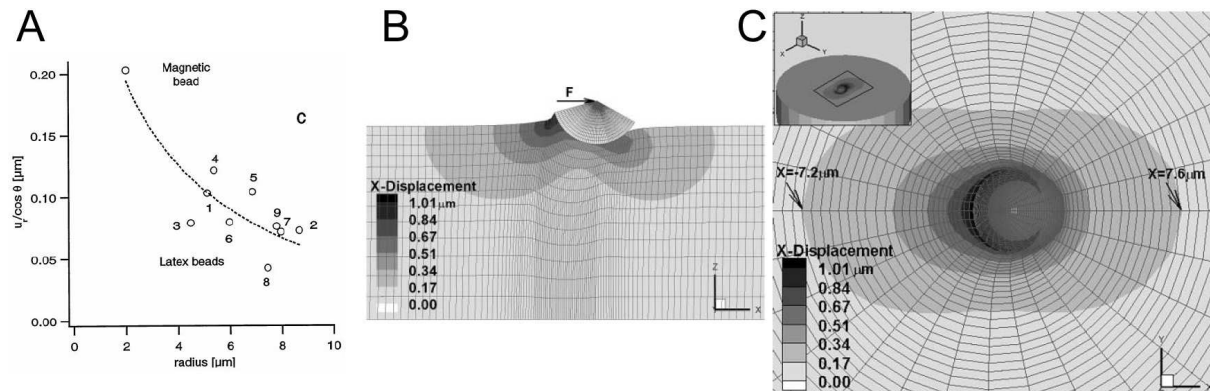 A
Magnetic
bead
c
0.20
0.15
0.10
0.05
0.00
u_r/cos θ [μm]
4
5
1
3
6
9
7
2
8
Latex beads
0
2
4
6
8
10
radius [μm]
B
F
X-Displacement
1.01 μm
0.84
0.67
0.51
0.34
0.17
0.00
Z
X
C
Z
X
Y
X=-7.2μm
X=7.6μm
X-Displacement
1.01 μm
0.84
0.67
0.51
0.34
0.17
0.00
Y
X